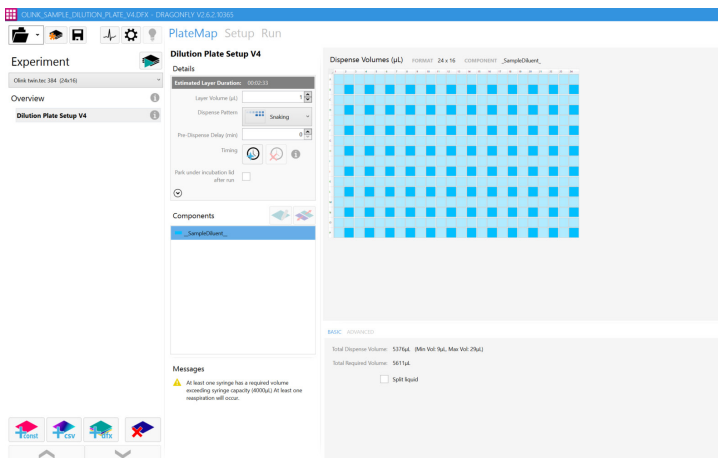 OLINK_SAMPLE_DILUTION_PLATE_V4.DFX - DRAGONFLY V2.6.2.10365
PlateMap Setup Run
Experiment
Olink twin.tec 384 (24x16)
Overview
Dilution Plate Setup V4
Dilution Plate Setup V4
Details
Estimated Layer Duration: 00:02:33
Layer Volume (µL) 1
Dispense Pattern Snaking
Pre-Dispense Delay (min) 0
Timing
Park under incubation lid
after run
Components
_SampleDiluent_
Messages
At least one syringe has a required volume
exceeding syringe capacity (4000µL) At least one
reaspiration will occur.
const
csv
dfx
Dispense Volumes (µL) FORMAT 24 x 16 COMPONENT _SampleDiluent_
BASIC ADVANCED
Total Dispense Volume: 5376µL (Min Vol: 9µL, Max Vol: 29µL)
Total Required Volume: 5611µL
Split liquid